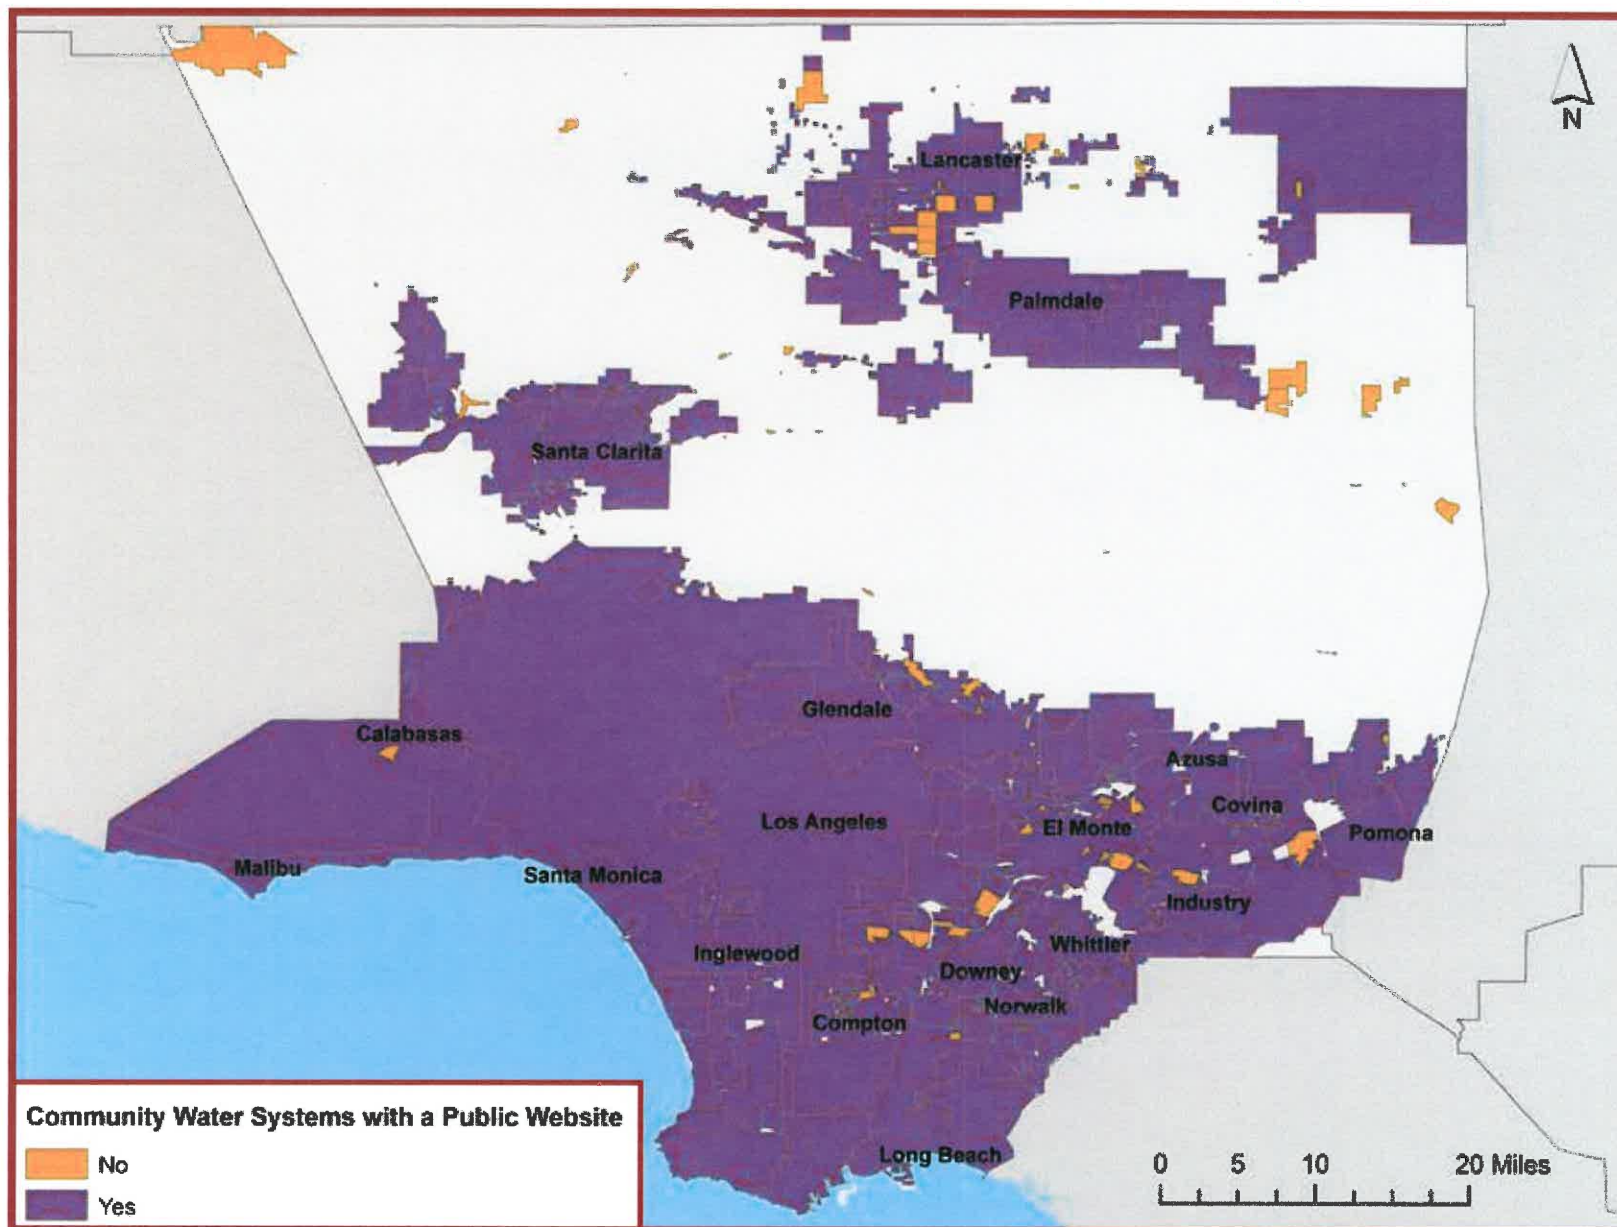 N
Lancaster
Palmdale
Santa Clarita
Glendale
Calabasas
Azusa
Covina
Los Angeles
El Monte
Pomona
Malibu
Santa Monica
Industry
Whittier
Inglewood
Downey
Norwalk
Compton
Long Beach
Community Water Systems with a Public Website
No
Yes
0 5 10 20 Miles